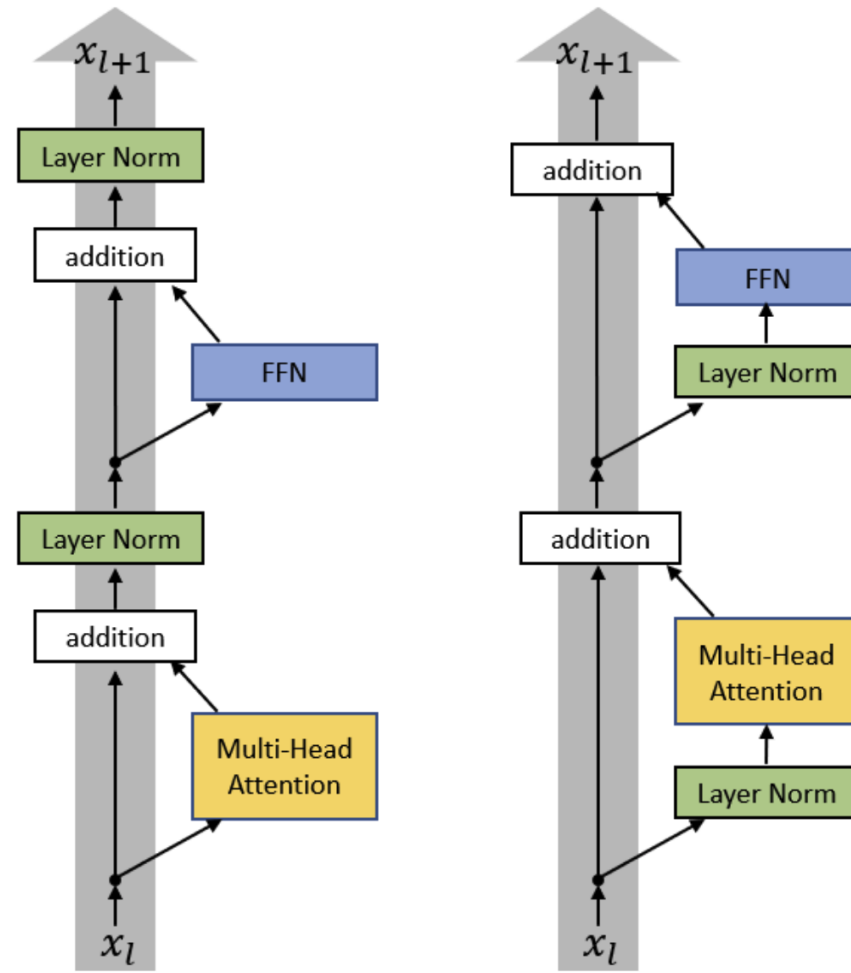 x_{l+1}
Layer Norm
addition
FFN
Layer Norm
addition
Multi-Head
Attention
x_l
x_{l+1}
addition
FFN
Layer Norm
addition
Multi-Head
Attention
Layer Norm
x_l